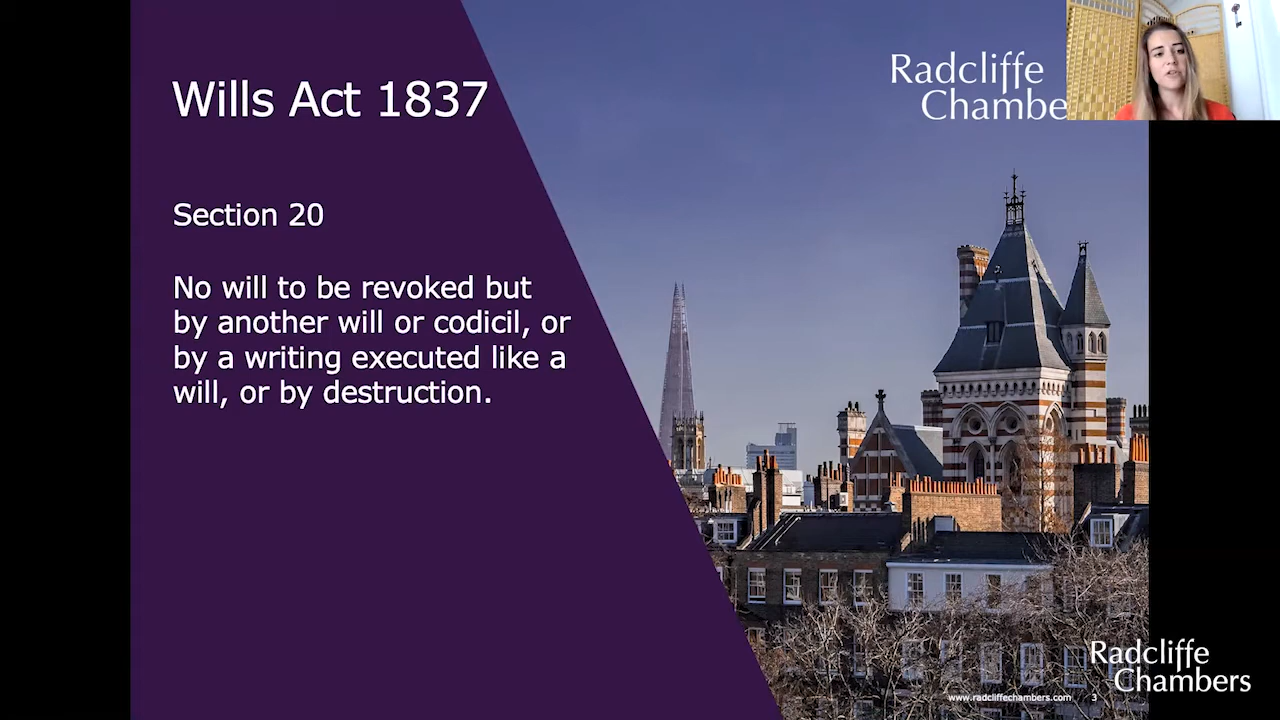 Wills Act 1837
Radcliffe
Chambe
Section 20
No will to be revoked but
by another will or codicil, or
by a writing executed like a
will, or by destruction.
Radcliffe
Chambers
www.radcliffechambers.com 3